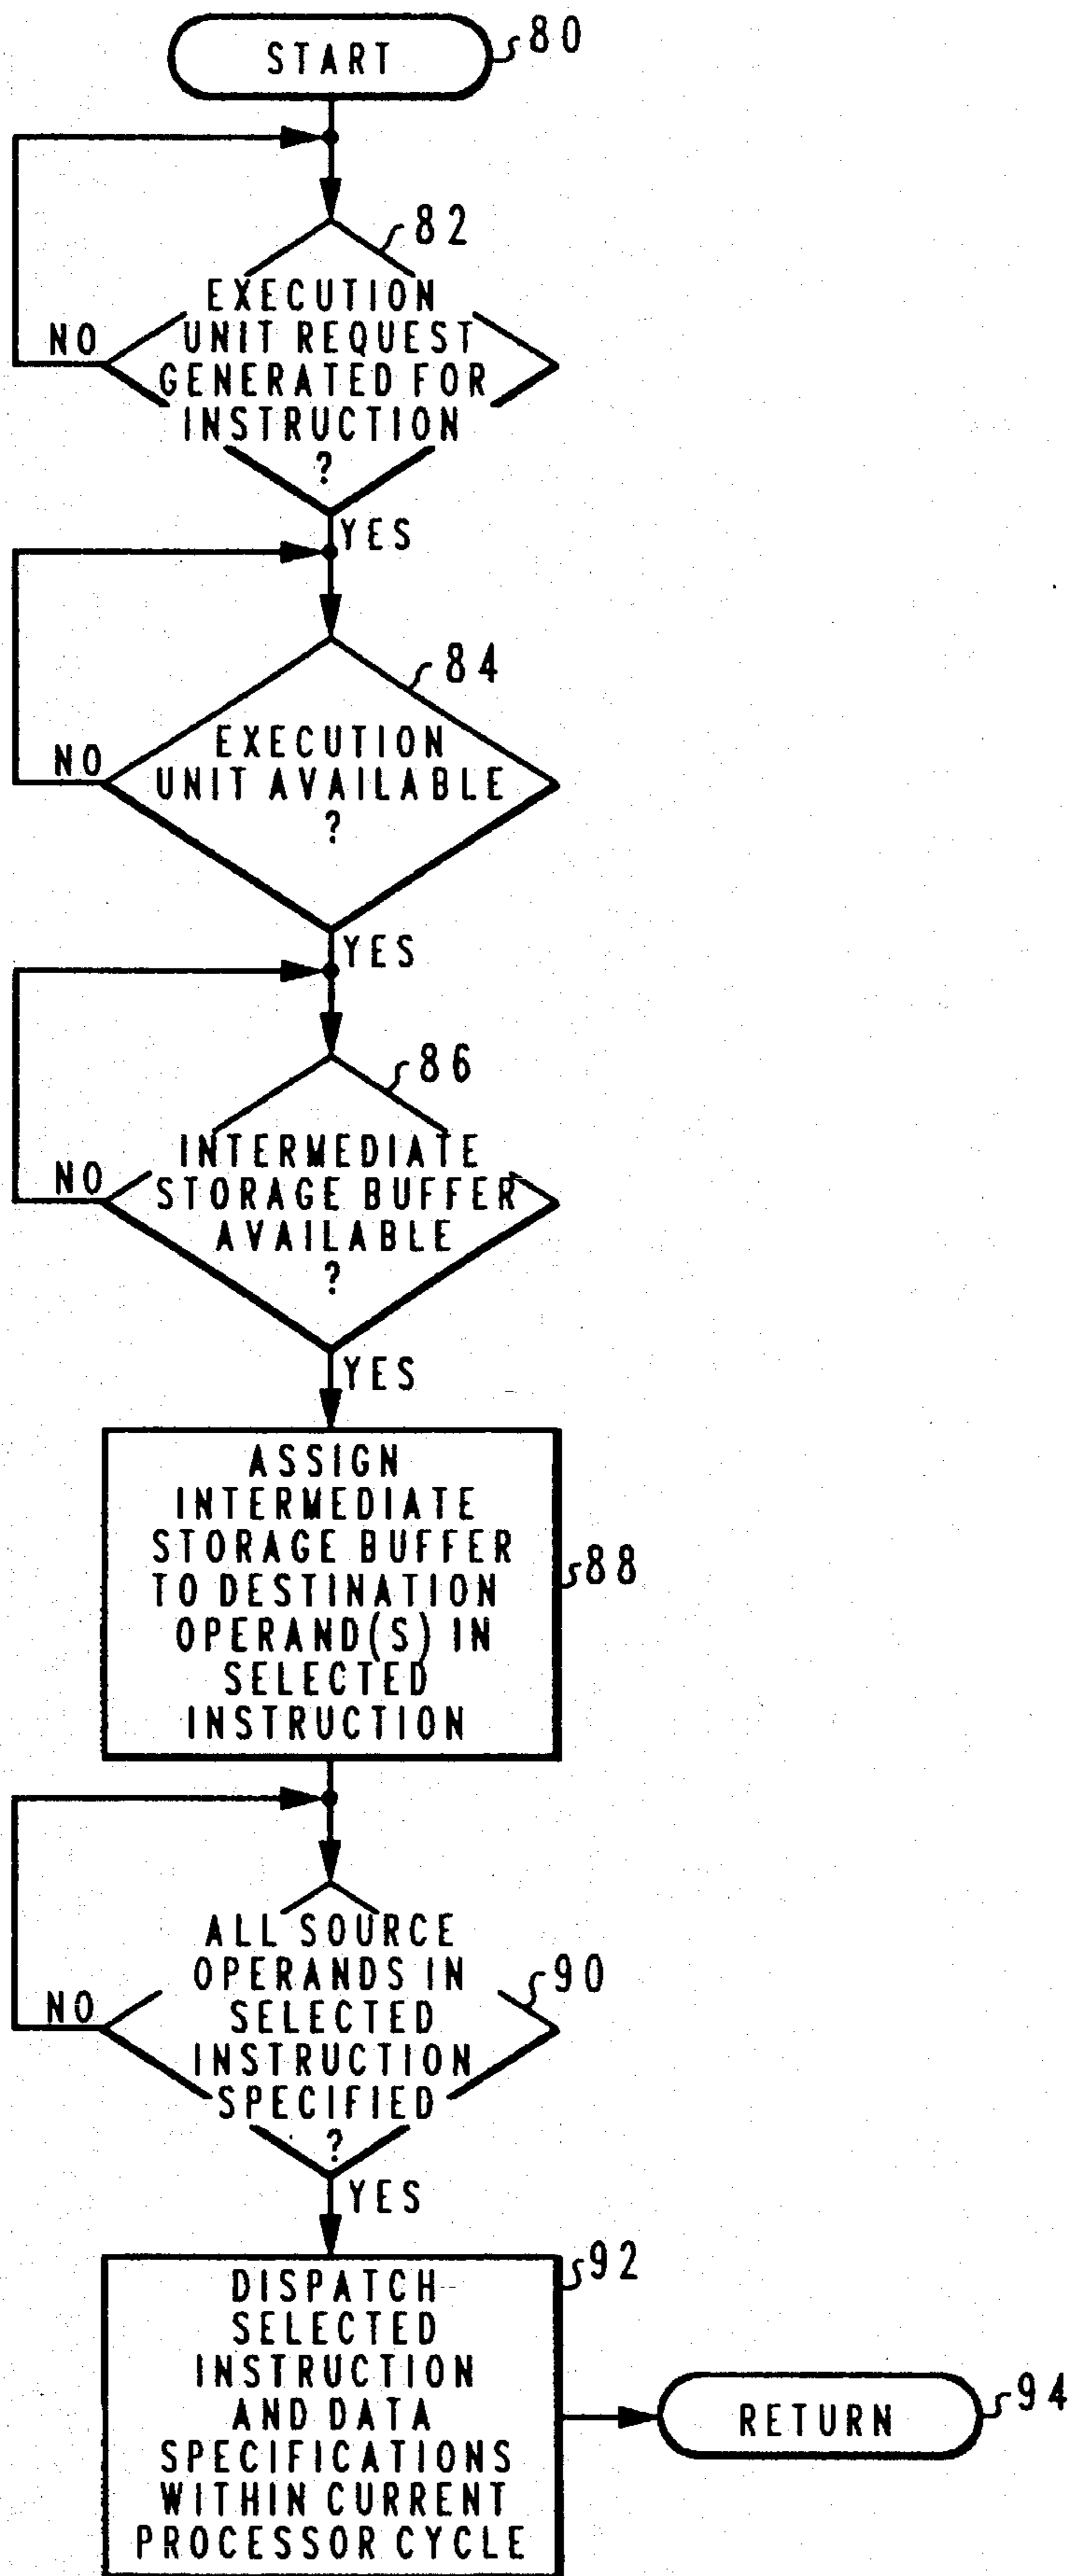 START
80
82
EXECUTION
UNIT REQUEST
GENERATED FOR
INSTRUCTION
?
NO
YES
84
EXECUTION
UNIT AVAILABLE
?
NO
YES
86
INTERMEDIATE
STORAGE BUFFER
AVAILABLE
?
NO
YES
ASSIGN
INTERMEDIATE
STORAGE BUFFER
TO DESTINATION
OPERAND(S) IN
SELECTED
INSTRUCTION
88
ALL SOURCE
OPERANDS IN
SELECTED
INSTRUCTION
SPECIFIED
?
90
NO
YES
DISPATCH
SELECTED
INSTRUCTION
AND DATA
SPECIFICATIONS
WITHIN CURRENT
PROCESSOR CYCLE
92
RETURN
94